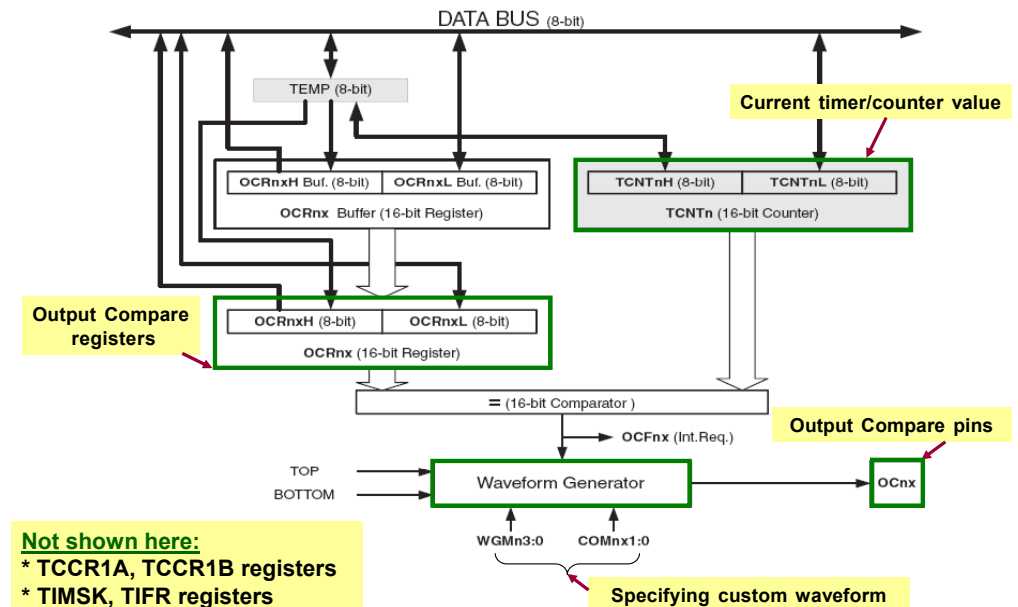 DATA BUS (8-bit)
TEMP (8-bit)
Current timer/counter value
OCRnxH Buf. (8-bit)
OCRnxL Buf. (8-bit)
OCRnx Buffer (16-bit Register)
TCNTnH (8-bit)
TCNTnL (8-bit)
TCNTn (16-bit Counter)
Output Compare
registers
OCRnxH (8-bit)
OCRnxL (8-bit)
OCRnx (16-bit Register)
= (16-bit Comparator )
OCFnx (Int.Req.)
Output Compare pins
TOP
BOTTOM
Waveform Generator
OCnx
WGMn3:0
COMnx1:0
Not shown here:
* TCCR1A, TCCR1B registers
* TIMSK, TIFR registers
Specifying custom waveform